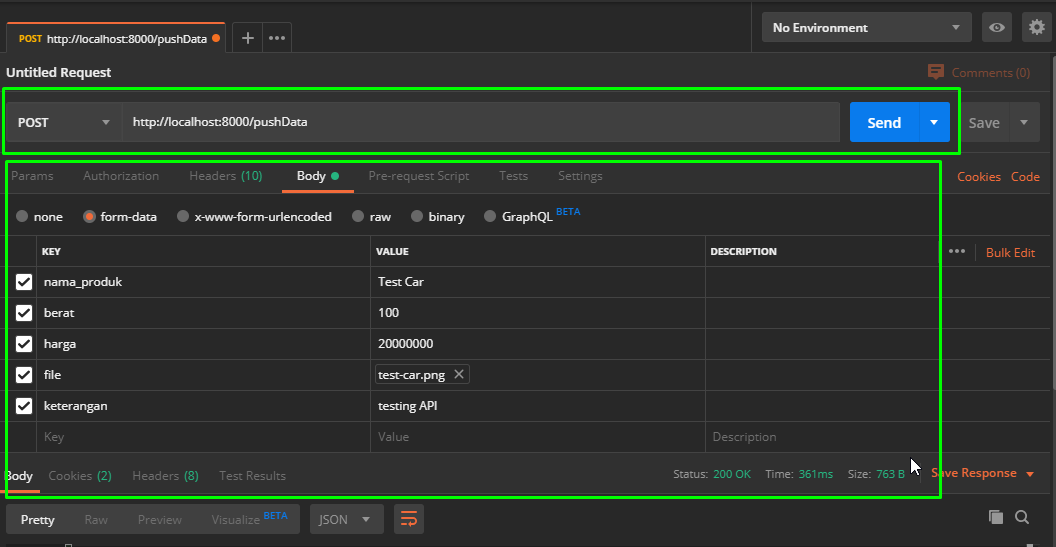 POST http://localhost:8000/pushData
No Environment
Untitled Request
Comments (0)
POST http://localhost:8000/pushData Send Save
Params Authorization Headers (10) Body Pre-request Script Tests Settings Cookies Code
none form-data x-www-form-urlencoded raw binary GraphQL BETA
KEY VALUE DESCRIPTION Bulk Edit
nama_produk Test Car
berat 100
harga 20000000
file test-car.png
keterangan testing API
Key Value Description
Body Cookies (2) Headers (8) Test Results Status: 200 OK Time: 361ms Size: 763 B Save Response
Pretty Raw Preview Visualize BETA JSON